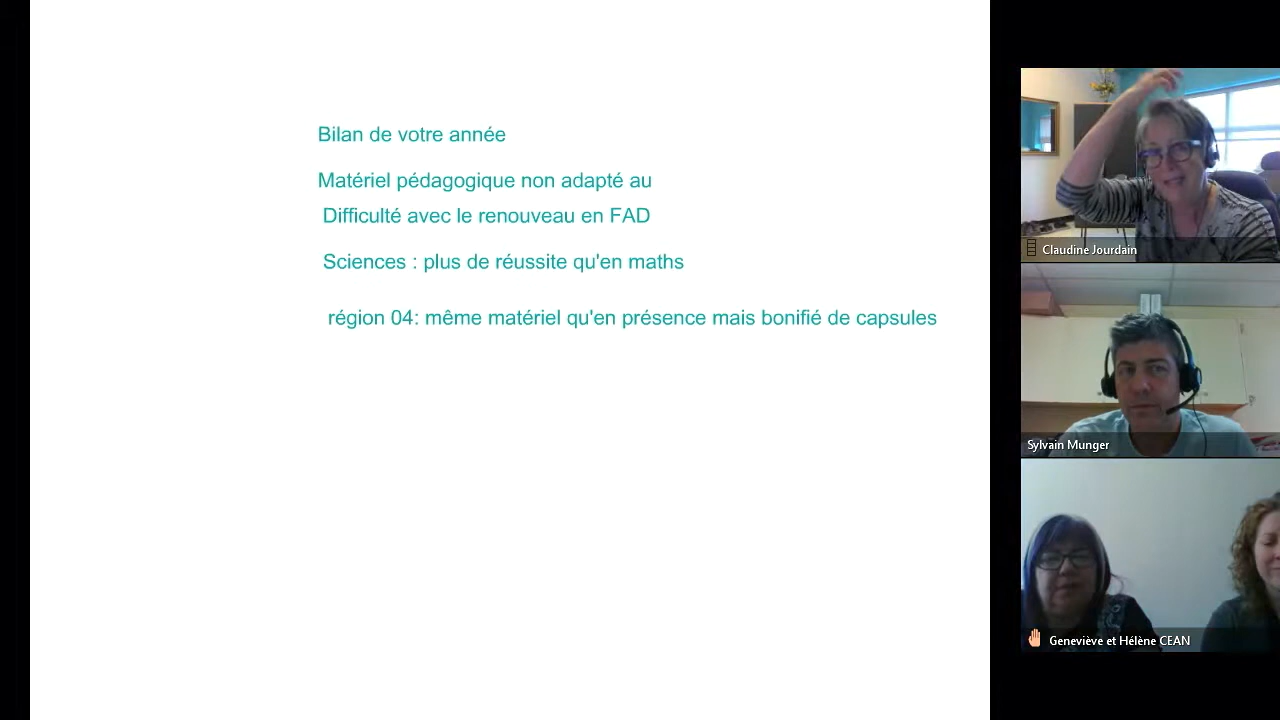 Bilan de votre année
Matériel pédagogique non adapté au
Difficulté avec le renouveau en FAD
Sciences : plus de réussite qu'en maths
région 04: même matériel qu'en présence mais bonifié de capsules
Claudine Jourdain
Sylvain Munger
Geneviève et Hélène CEAN